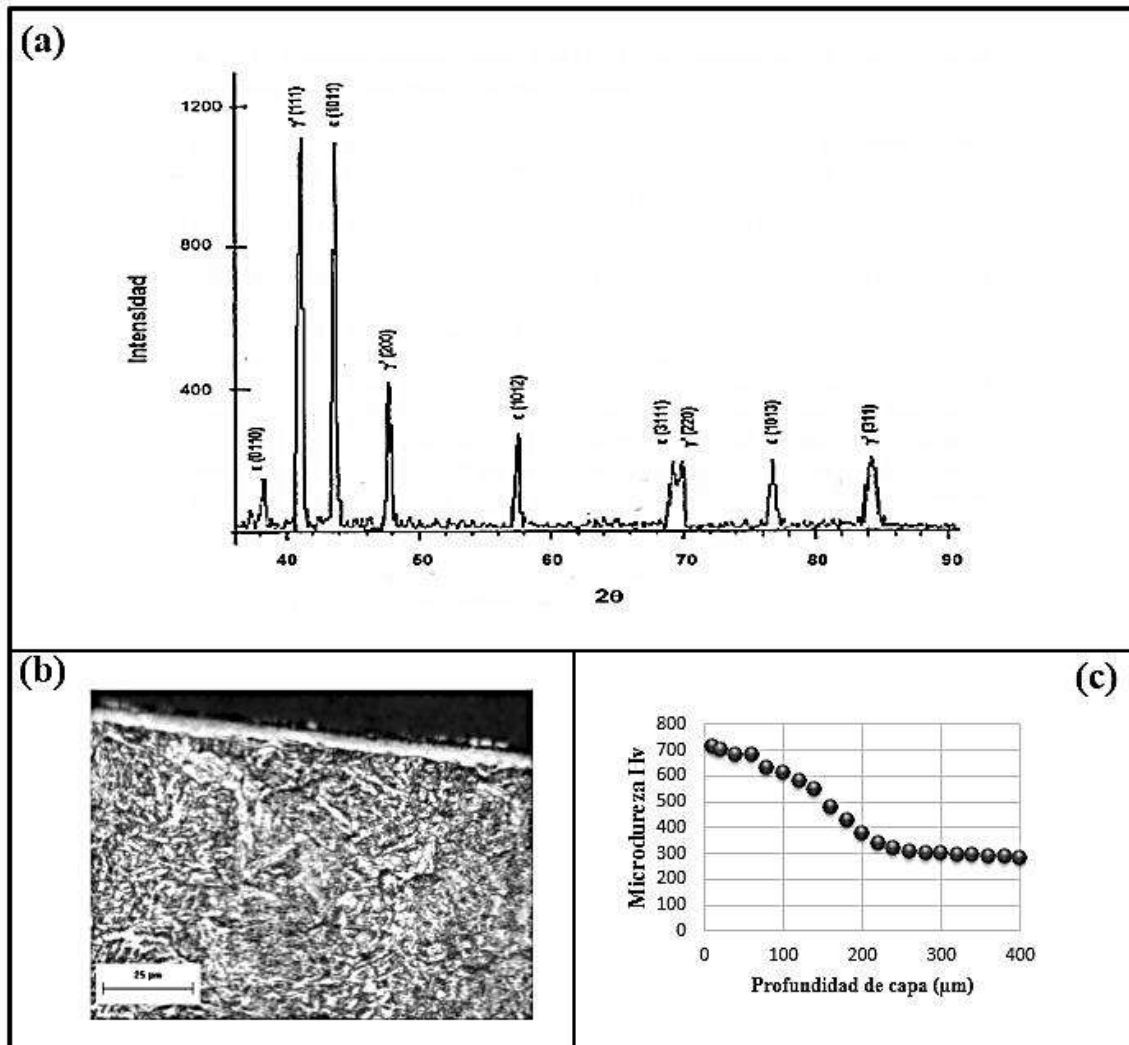 (a)
1200
800
400
Intensidad
ε (0110)
γ' (111)
ε (1011)
γ' (200)
ε (1012)
ε (3111)
γ' (220)
ε (1013)
γ' (311)
40 50 60 70 80 90
2θ
(b)
25 µm
(c)
Microdureza Hv
800
700
600
500
400
300
200
100
0
0 100 200 300 400
Profundidad de capa (µm)